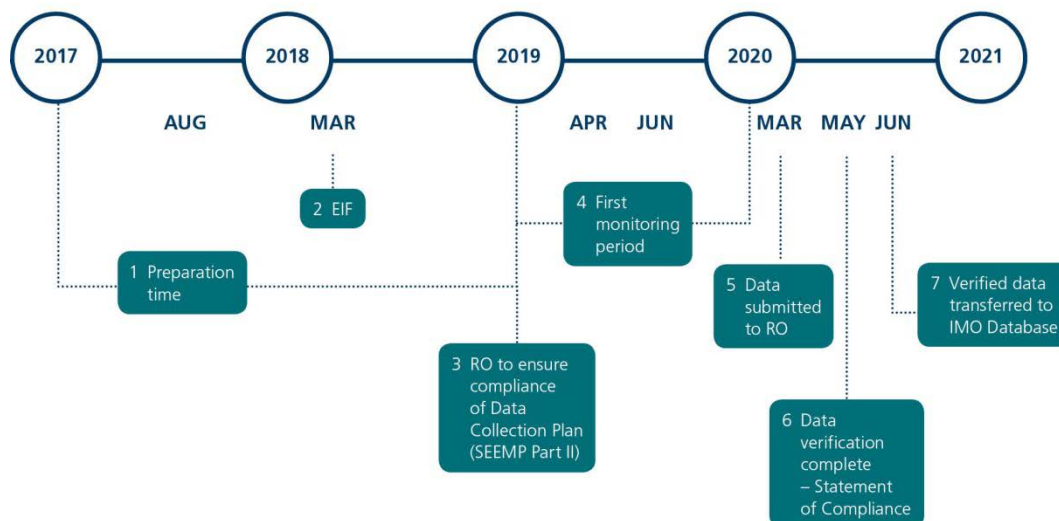 2017
2018
2019
2020
2021
AUG
MAR
APR
JUN
MAR
MAY
JUN
1 Preparation
time
2 EIF
3 RO to ensure
compliance
of Data
Collection Plan
(SEEMP Part II)
4 First
monitoring
period
5 Data
submitted
to RO
6 Data
verification
complete
– Statement
of Compliance
7 Verified data
transferred to
IMO Database